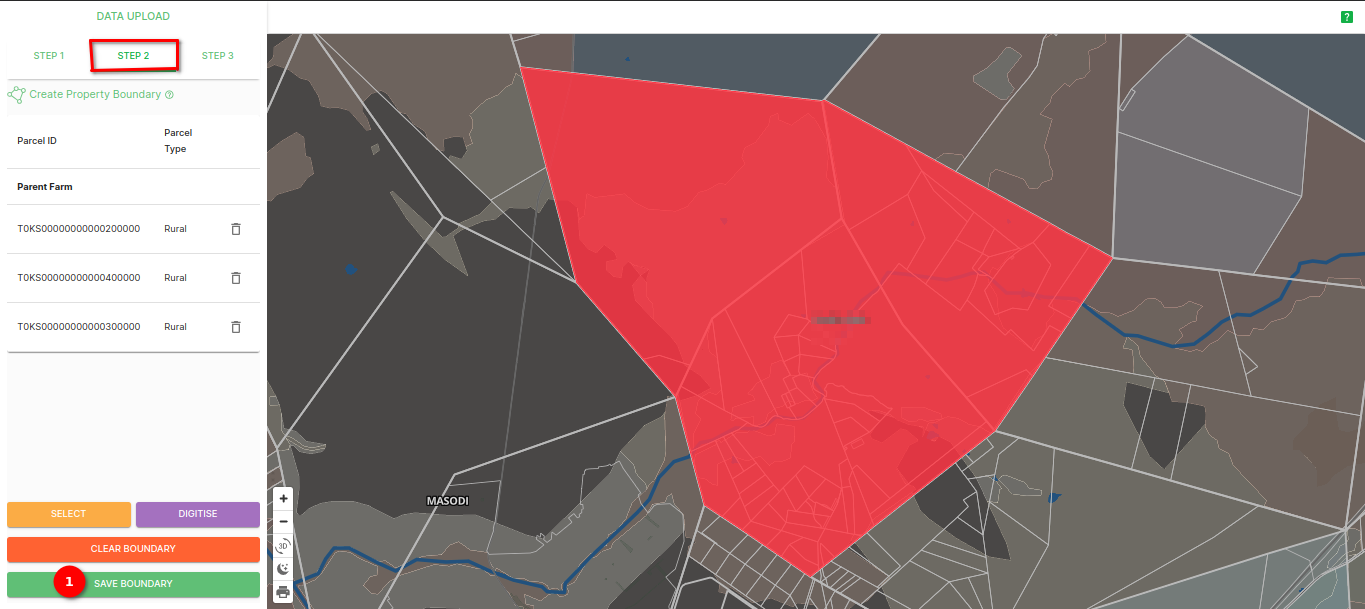 DATA UPLOAD
?
STEP 1 STEP 2 STEP 3
Create Property Boundary ?
Parcel ID Parcel Type
Parent Farm
T0KS00000000000200000 Rural
T0KS00000000000400000 Rural
T0KS00000000000300000 Rural
MASODI
+
−
3D
SELECT DIGITISE
CLEAR BOUNDARY
1 SAVE BOUNDARY